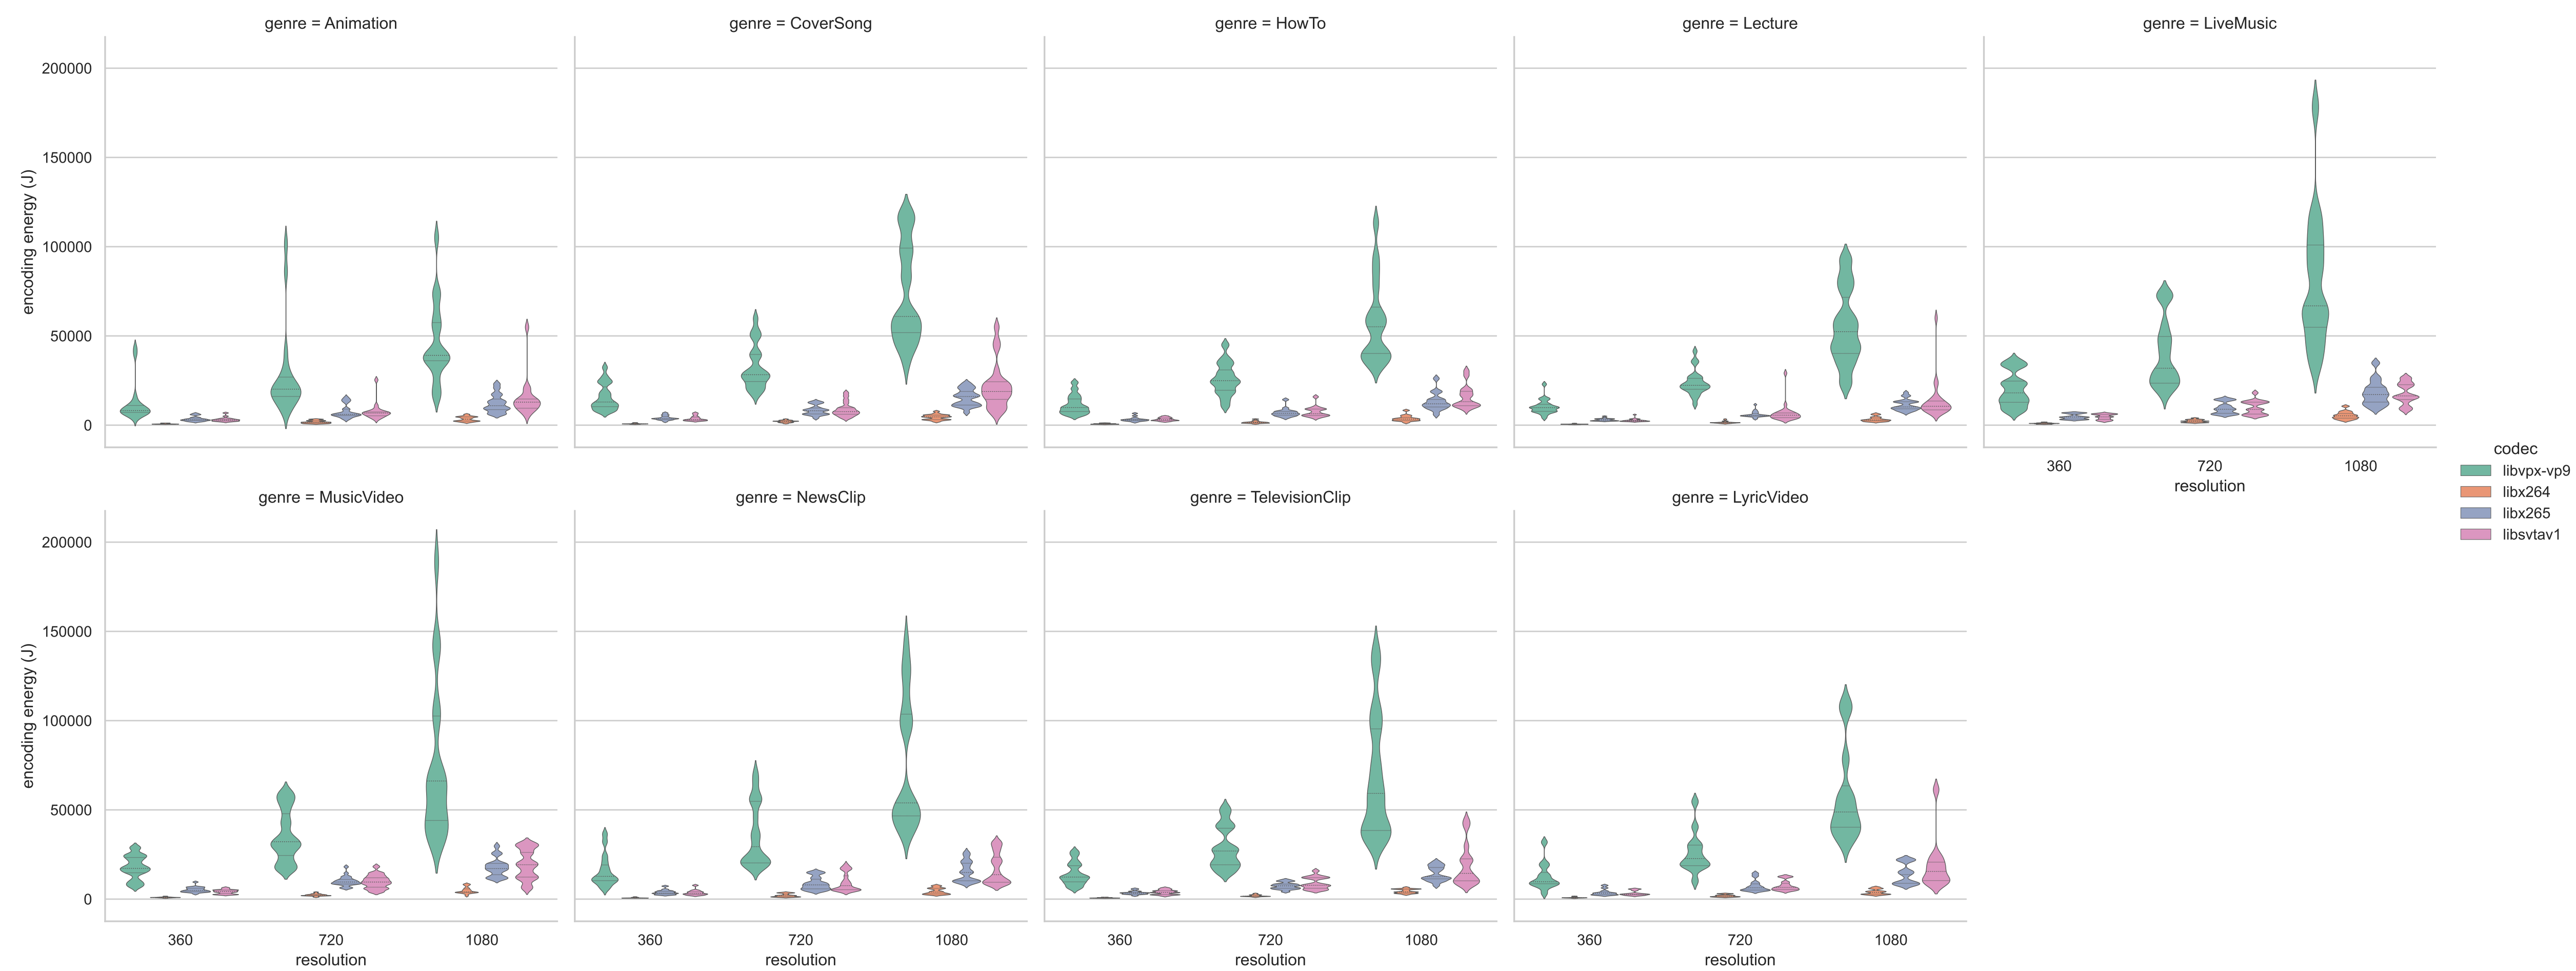 genre = Animation
genre = CoverSong
genre = HowTo
genre = Lecture
genre = LiveMusic
encoding energy (J)
200000
150000
100000
50000
0
360
720
1080
resolution
codec
libvpx-vp9
libx264
libx265
libsvtav1
genre = MusicVideo
genre = NewsClip
genre = TelevisionClip
genre = LyricVideo
encoding energy (J)
200000
150000
100000
50000
0
360
720
1080
resolution
360
720
1080
resolution
360
720
1080
resolution
360
720
1080
resolution